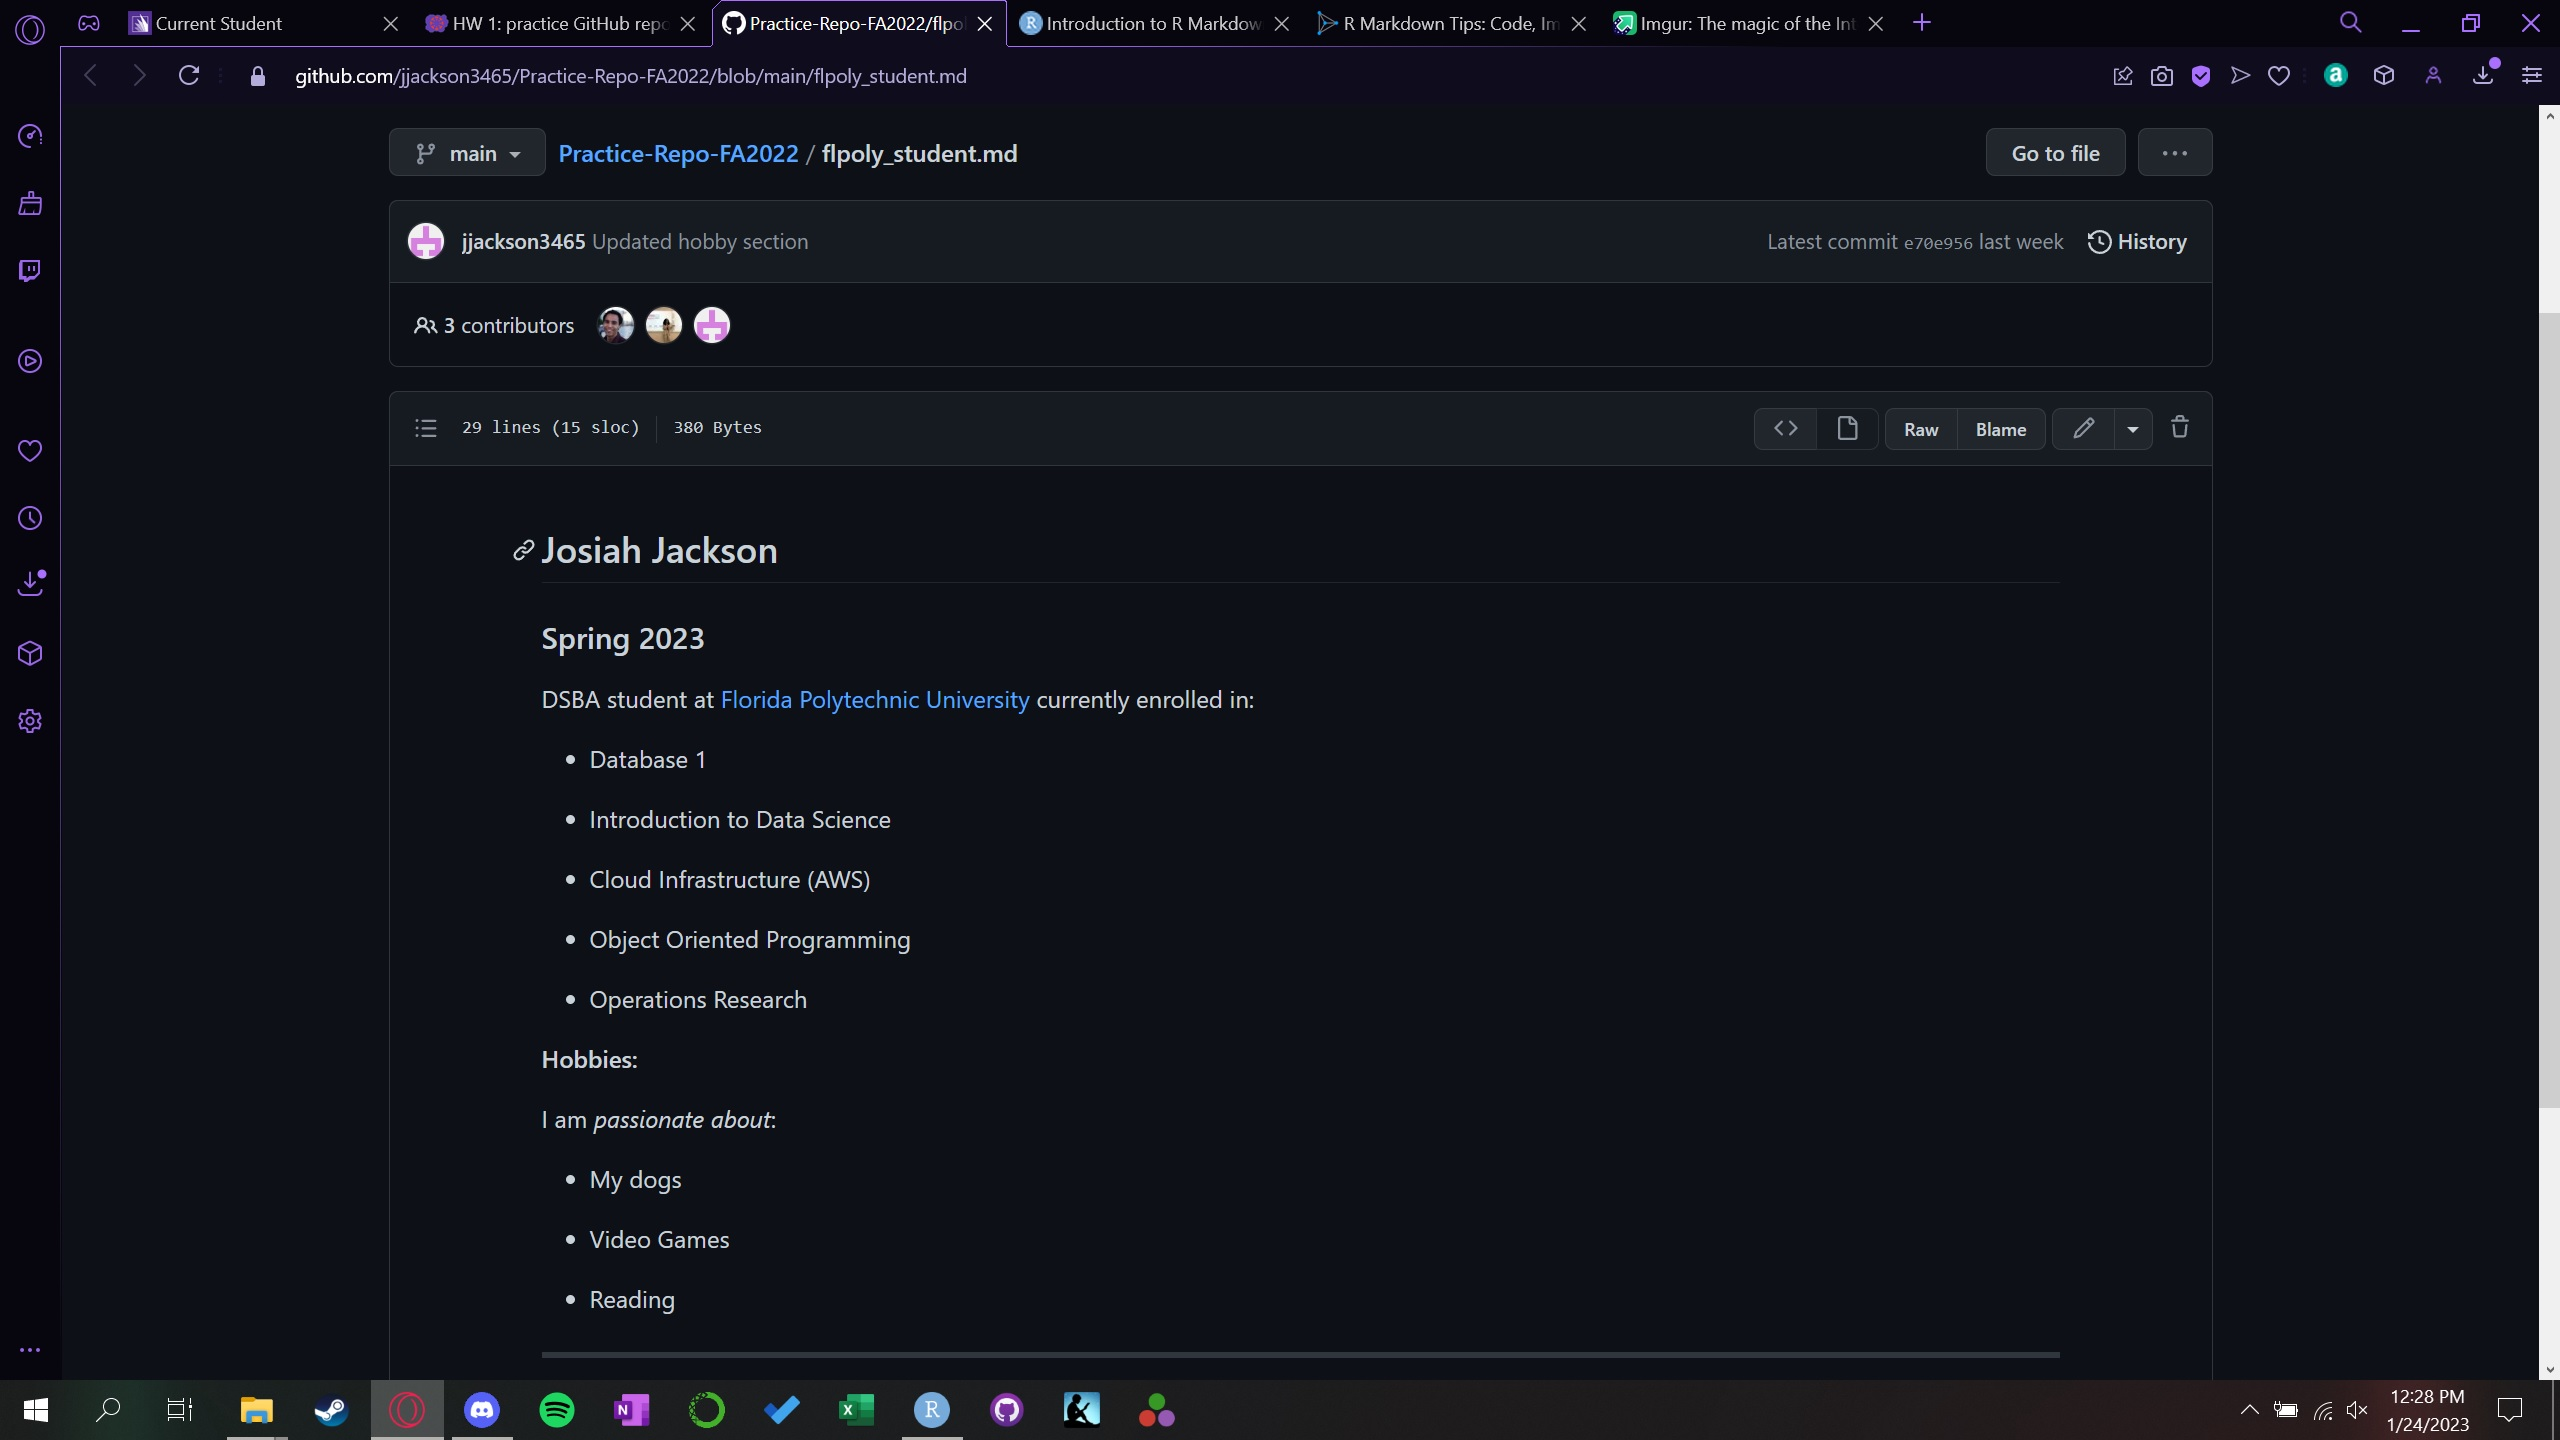 Current Student
HW 1: practice GitHub repo
Practice-Repo-FA2022/flpol
Introduction to R Markdow
R Markdown Tips: Code, Im
Imgur: The magic of the Int
github.com/jjackson3465/Practice-Repo-FA2022/blob/main/flpoly_student.md
main
Practice-Repo-FA2022 / flpoly_student.md
Go to file
jjackson3465 Updated hobby section
Latest commit e70e956 last week
History
3 contributors
29 lines (15 sloc) 380 Bytes
Raw
Blame
Josiah Jackson
Spring 2023
DSBA student at Florida Polytechnic University currently enrolled in:
• Database 1
• Introduction to Data Science
• Cloud Infrastructure (AWS)
• Object Oriented Programming
• Operations Research
Hobbies:
I am passionate about:
• My dogs
• Video Games
• Reading
12:28 PM
1/24/2023